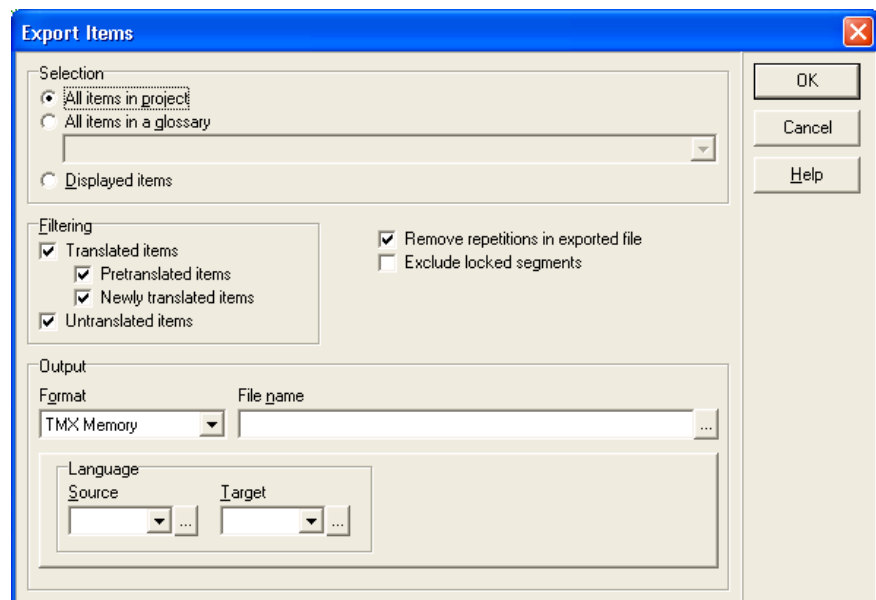 Export Items
Selection
All items in project
All items in a glossary
Displayed items
OK
Cancel
Help
Filtering
Translated items
Pretranslated items
Newly translated items
Untranslated items
Remove repetitions in exported file
Exclude locked segments
Output
Format
File name
TMX Memory
...
Language
Source
Target
...
...